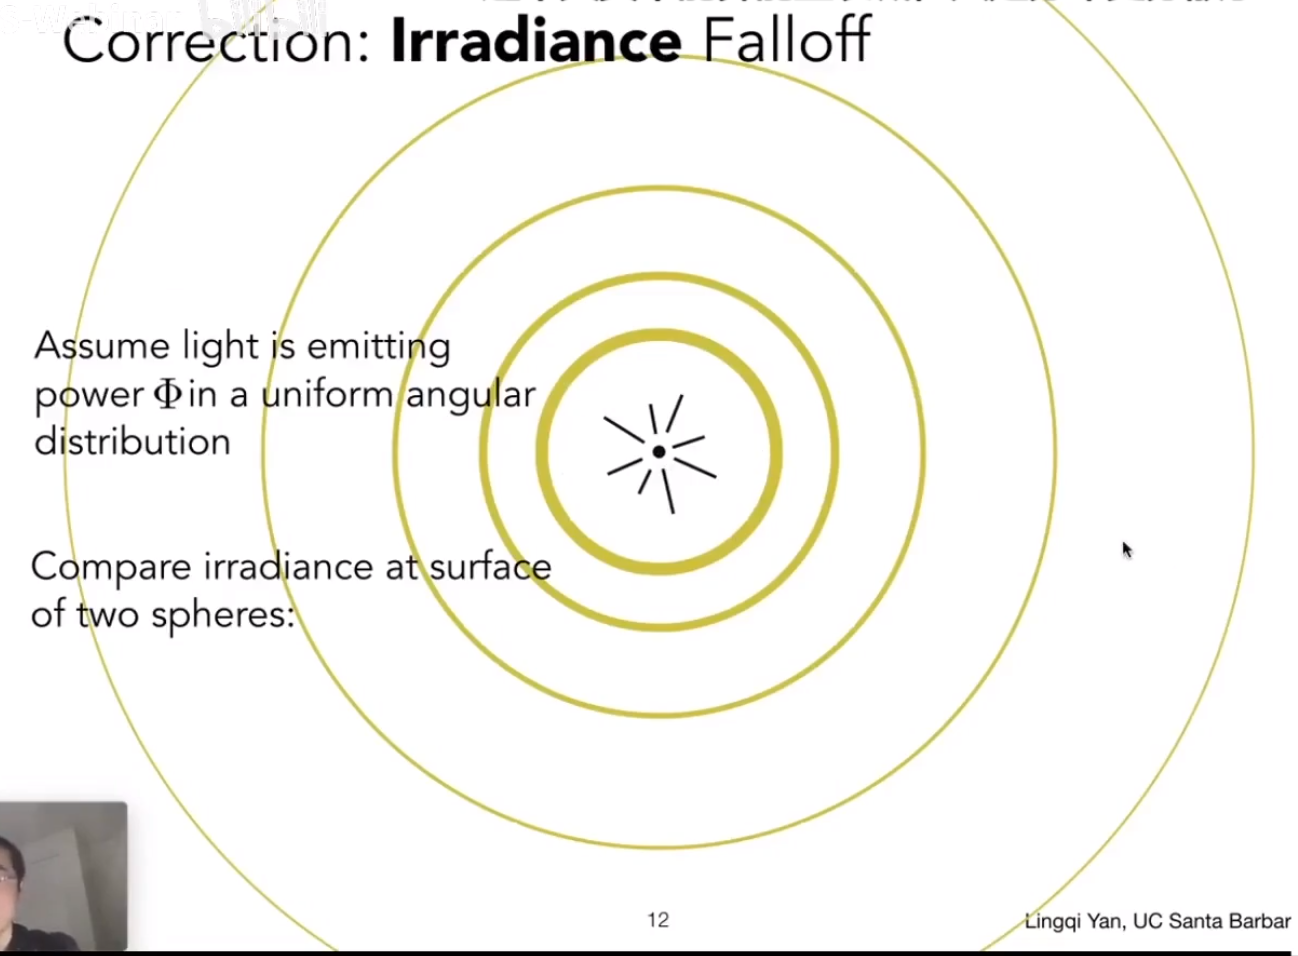 Correction: Irradiance Falloff
Assume light is emitting
power Φ in a uniform angular
distribution
Compare irradiance at surface
of two spheres:
12
Lingqi Yan, UC Santa Barbar